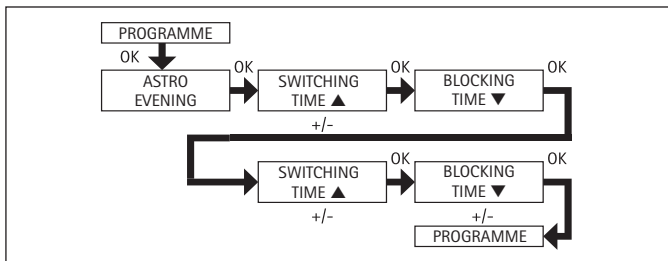 PROGRAMME
OK
ASTRO
EVENING
OK
SWITCHING
TIME ▲
+/-
OK
BLOCKING
TIME ▼
OK
SWITCHING
TIME ▲
+/-
OK
BLOCKING
TIME ▼
+/-
OK
PROGRAMME